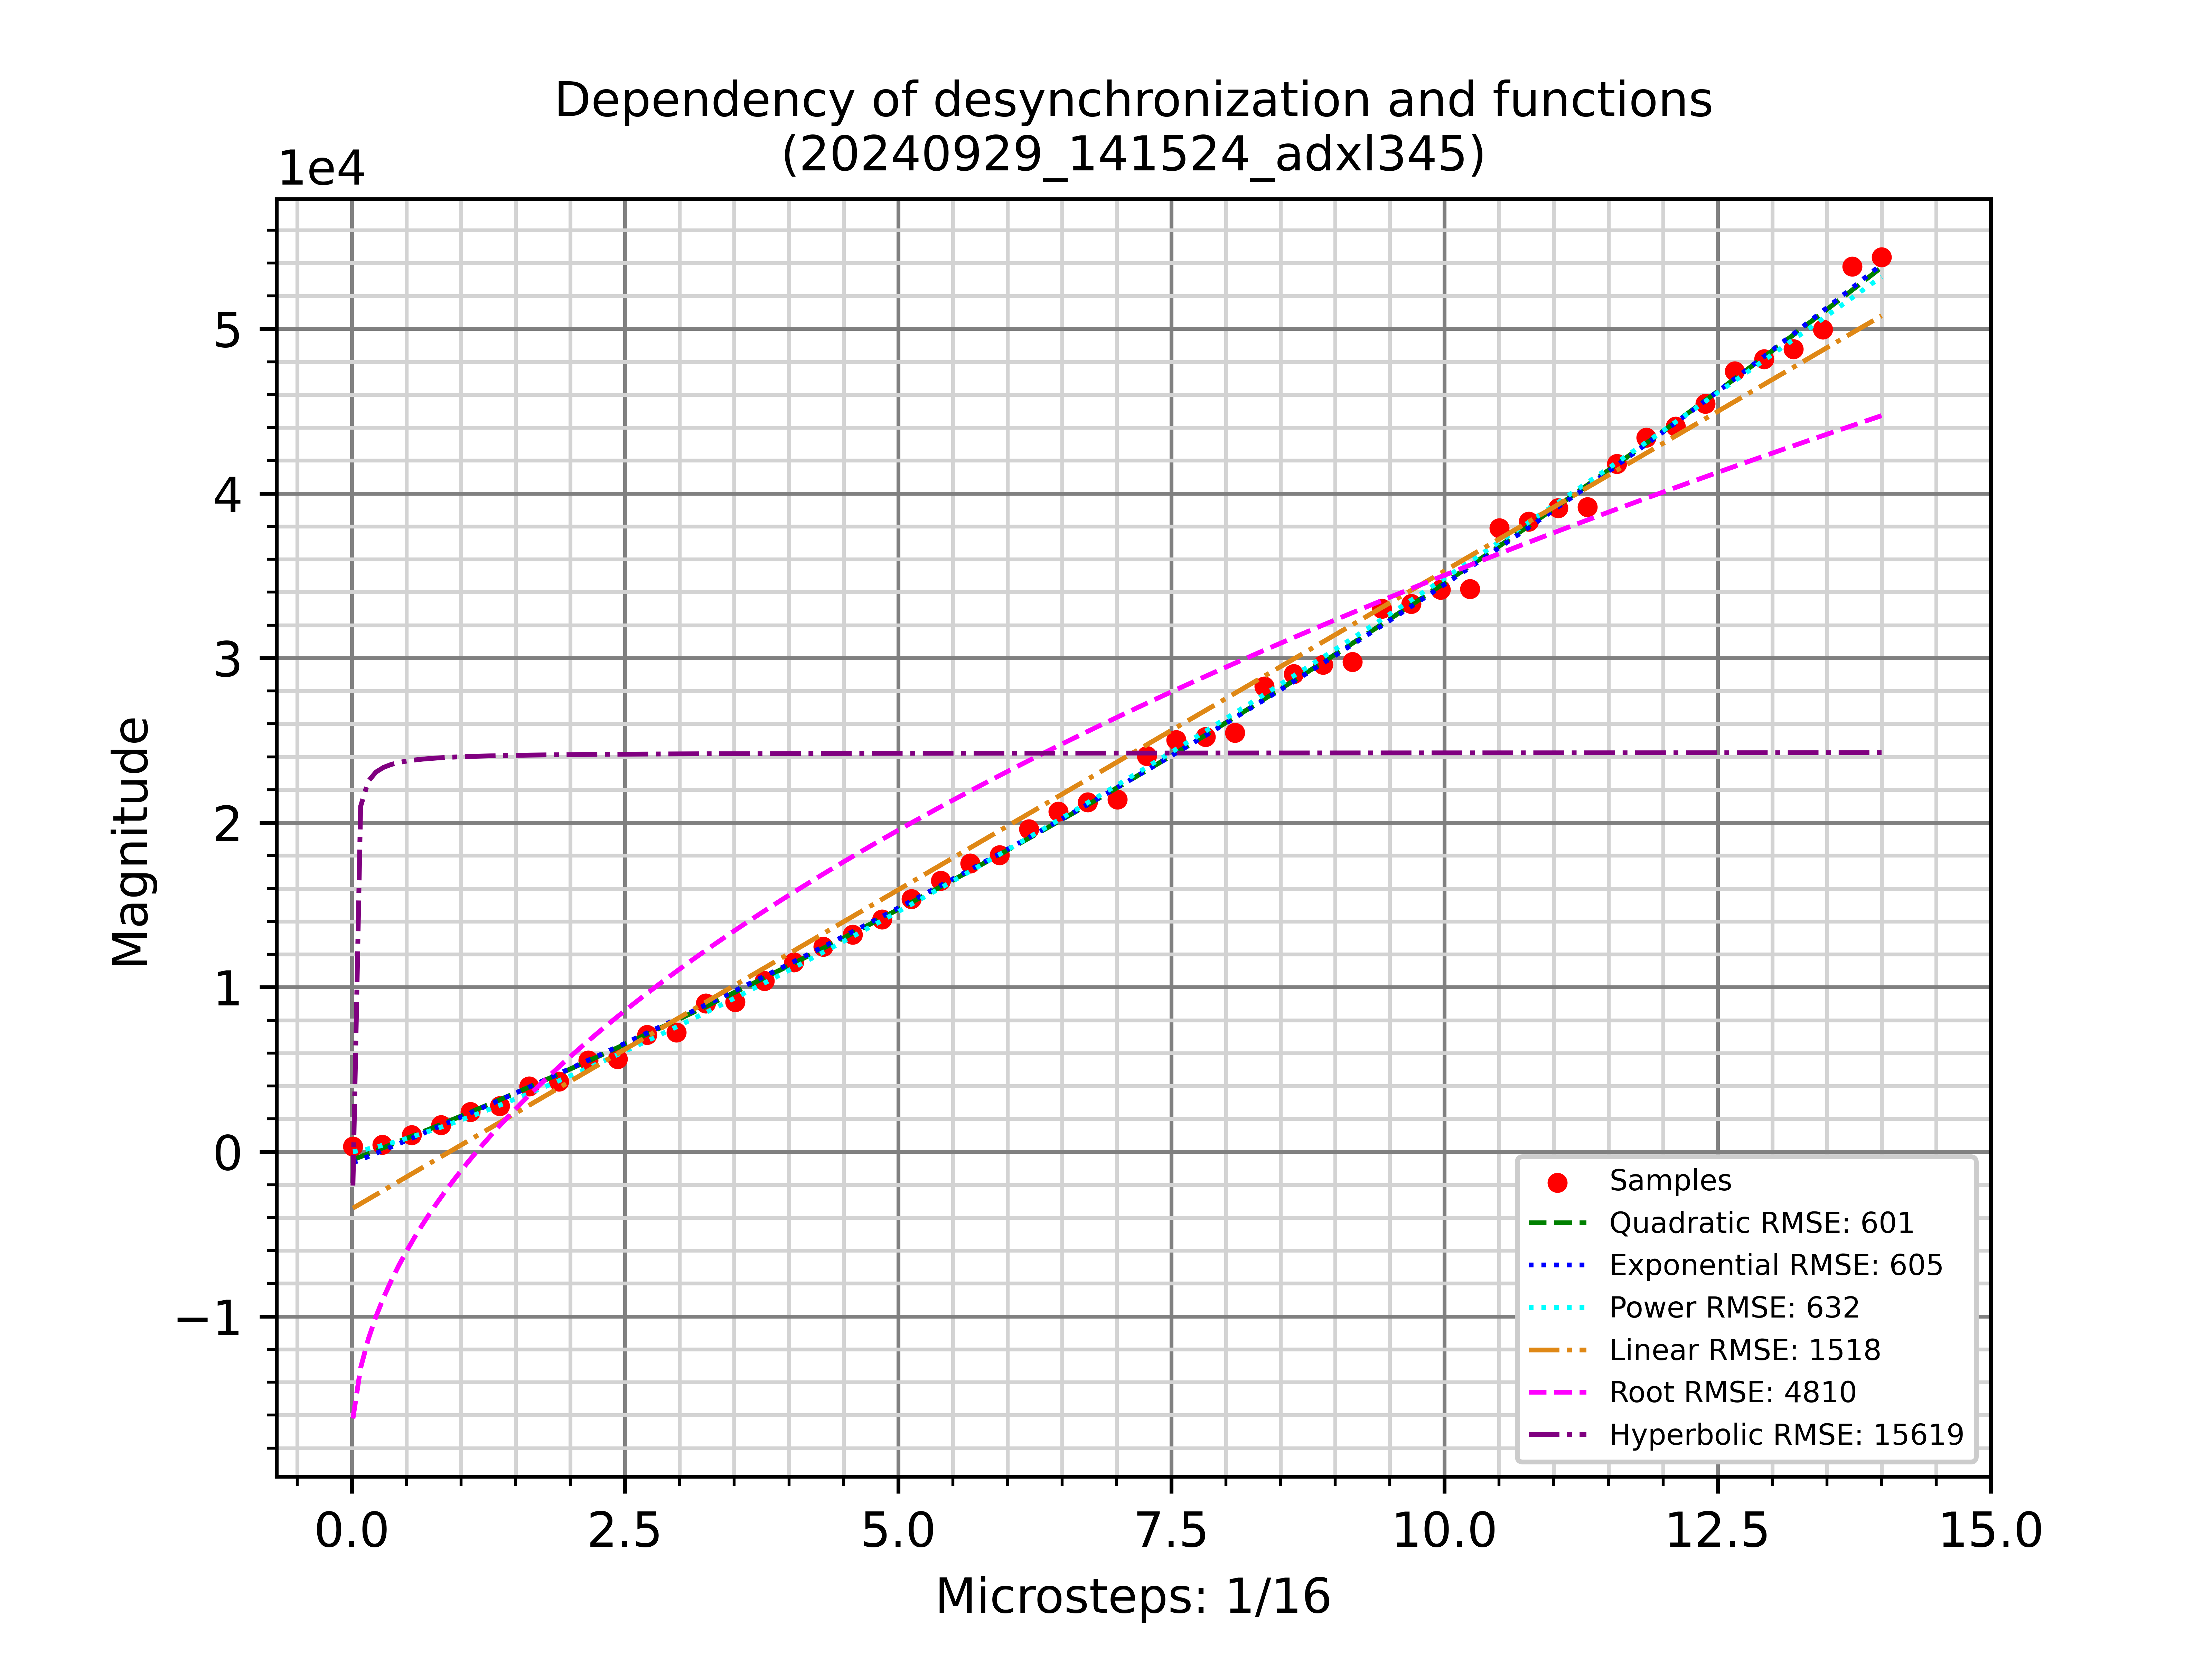 Dependency of desynchronization and functions
(20240929_141524_adxl345)
1e4
5
4
3
2
1
0
−1
Magnitude
Samples
Quadratic RMSE: 601
Exponential RMSE: 605
Power RMSE: 632
Linear RMSE: 1518
Root RMSE: 4810
Hyperbolic RMSE: 15619
0.0 2.5 5.0 7.5 10.0 12.5 15.0
Microsteps: 1/16